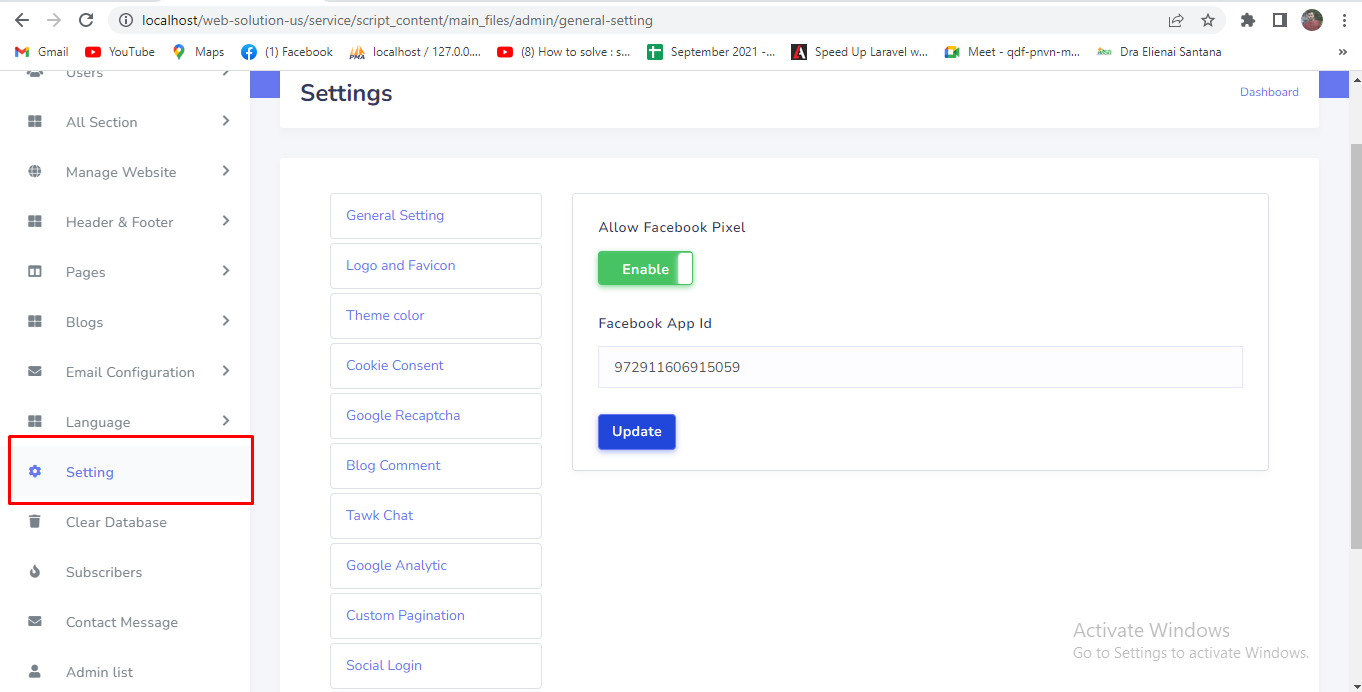 localhost/web-solution-us/service/script_content/main_files/admin/general-setting
Gmail
YouTube
Maps
(1) Facebook
localhost / 127.0.0....
PMA
(8) How to solve : s...
September 2021 -...
Speed Up Laravel w...
Meet - qdf-pnvn-m...
Dra Elienai Santana
»
Users
All Section
Manage Website
Header & Footer
Pages
Blogs
Email Configuration
Language
Setting
Clear Database
Subscribers
Contact Message
Admin list
Settings
Dashboard
General Setting
Logo and Favicon
Theme color
Cookie Consent
Google Recaptcha
Blog Comment
Tawk Chat
Google Analytic
Custom Pagination
Social Login
Allow Facebook Pixel
Enable
Facebook App Id
972911606915059
Update
Activate Windows
Go to Settings to activate Windows.